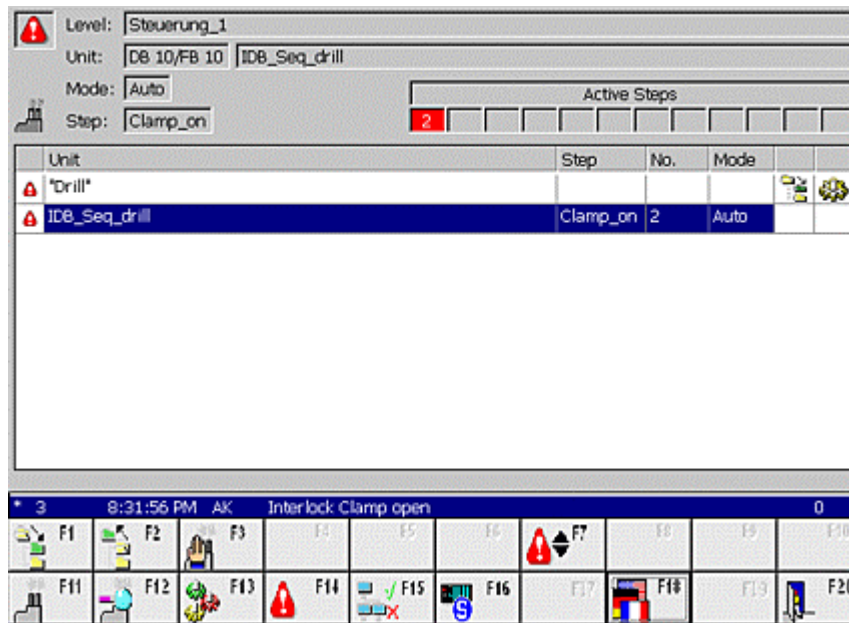 Level: Steuerung_1
Unit: DB 10/FB 10 IDB_Seq_drill
Mode: Auto
Active Steps
Step: Clamp_on 2
Unit Step No. Mode
"Drill"
IDB_Seq_drill Clamp_on 2 Auto
* 3 8:31:56 PM AK Interlock Clamp open 0
F1 F2 F3 F4 F5 F6 F7 F8 F9 F10
F11 F12 F13 F14 F15 S F16 F17 F18 F19 F20